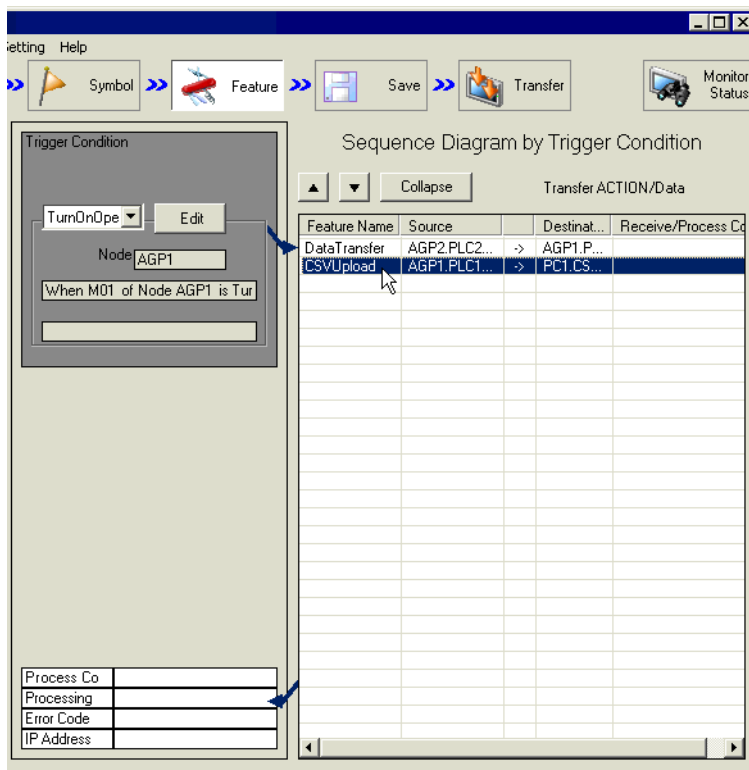 Setting Help
Symbol Feature Save Transfer Monitor Status
Trigger Condition
TurnOnOpe Edit
Node AGP1
When M01 of Node AGP1 is Tur
Sequence Diagram by Trigger Condition
Collapse Transfer ACTION/Data
Feature Name Source Destinat... Receive/Process Co
DataTransfer AGP2.PLC2... -> AGP1.P...
CSVUpload AGP1.PLC1... -> PC1.CS...
Process Co
Processing
Error Code
IP Address